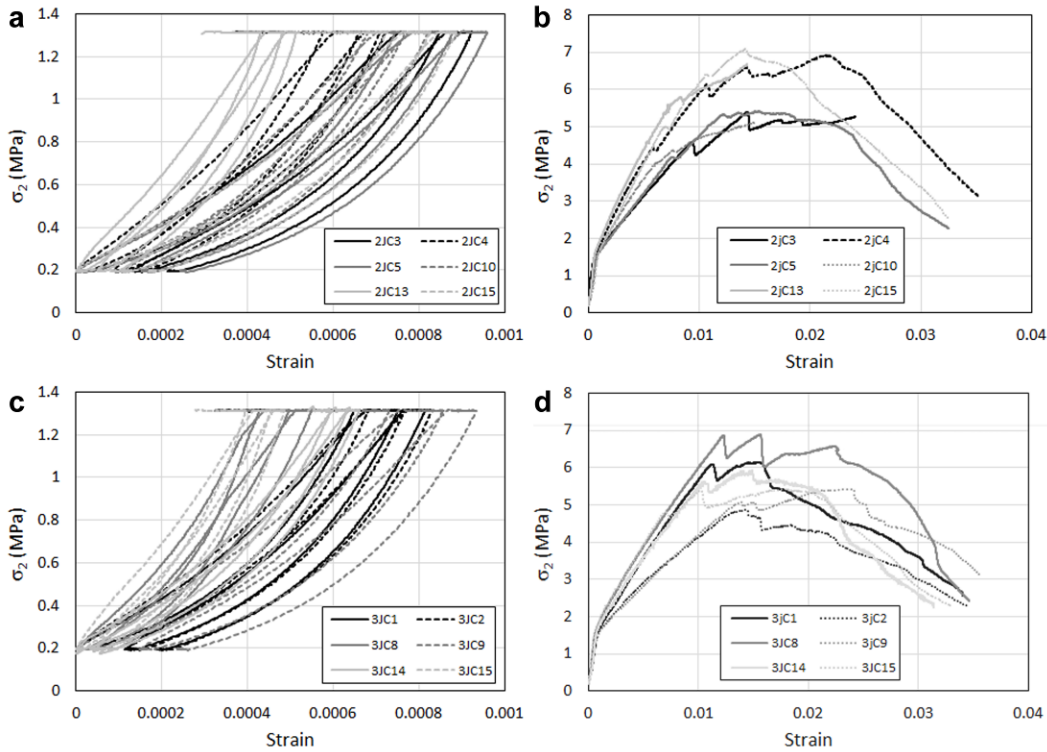 a
1.4
1.2
1
0.8
0.6
0.4
0.2
0
σ2 (MPa)
2JC3 2JC4
2JC5 2JC10
2JC13 2JC15
0 0.0002 0.0004 0.0006 0.0008 0.001
Strain
b
8
7
6
5
4
3
2
1
0
σ2 (MPa)
2jC3 2jC4
2jC5 2jC10
2jC13 2jC15
0 0.01 0.02 0.03 0.04
Strain
c
1.4
1.2
1
0.8
0.6
0.4
0.2
0
σ2 (MPa)
3JC1 3JC2
3JC8 3JC9
3JC14 3JC15
0 0.0002 0.0004 0.0006 0.0008 0.001
Strain
d
8
7
6
5
4
3
2
1
0
σ2 (MPa)
3jC1 3jC2
3JC8 3jC9
3JC14 3JC15
0 0.01 0.02 0.03 0.04
Strain